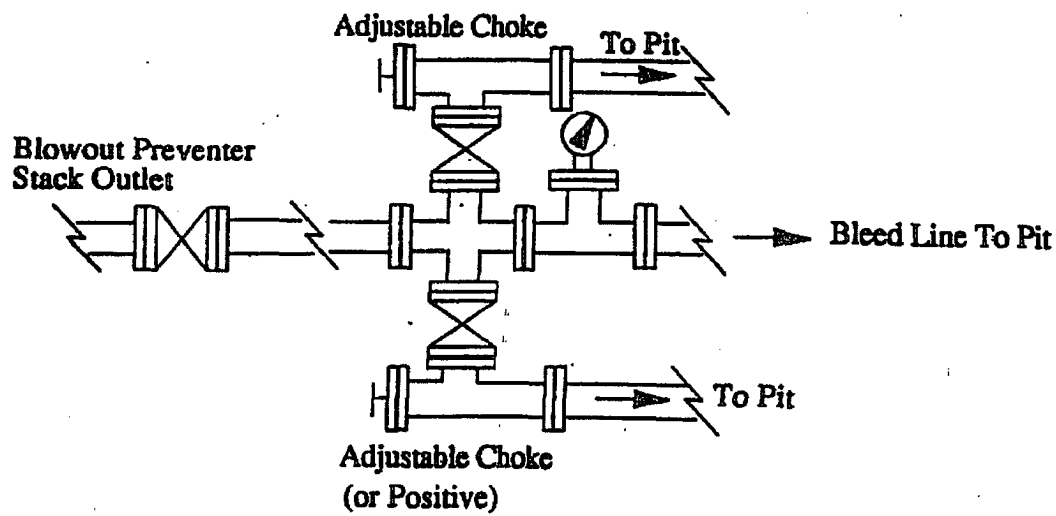 Adjustable Choke
To Pit
Blowout Preventer
Stack Outlet
Bleed Line To Pit
To Pit
Adjustable Choke
(or Positive)